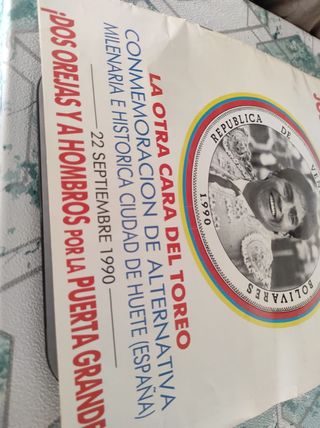 LA OTRA CARA DEL TOREO
CONMEMORACION DE ALTERNATIVA
MILENARIA E HISTORICA CIUDAD DE HUETE (ESPAÑA)
22 SEPTIEMBRE 1990
¡DOS OREJAS Y A HOMBROS POR LA PUERTA GRANDE
REPUBLICA DE
1990
BOLIVARES